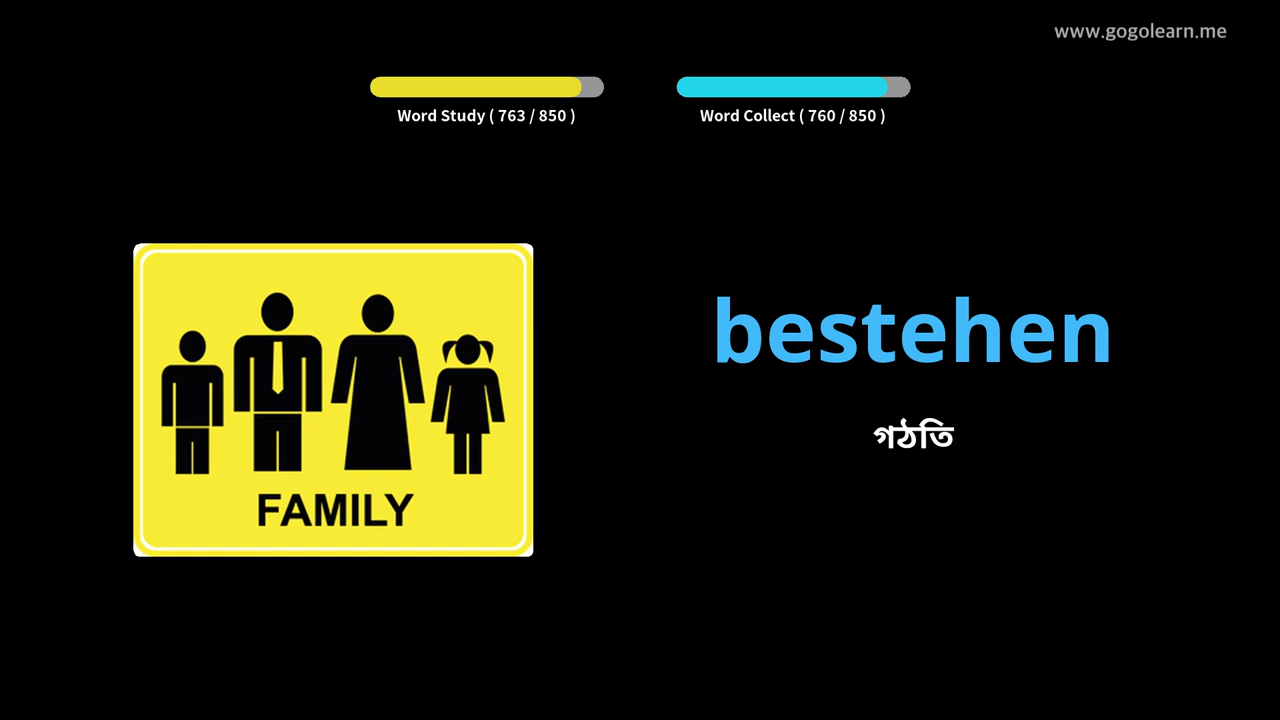 www.gogolearn.me
Word Study ( 763 / 850 )
Word Collect ( 760 / 850 )
bestehen
গঠতি
FAMILY